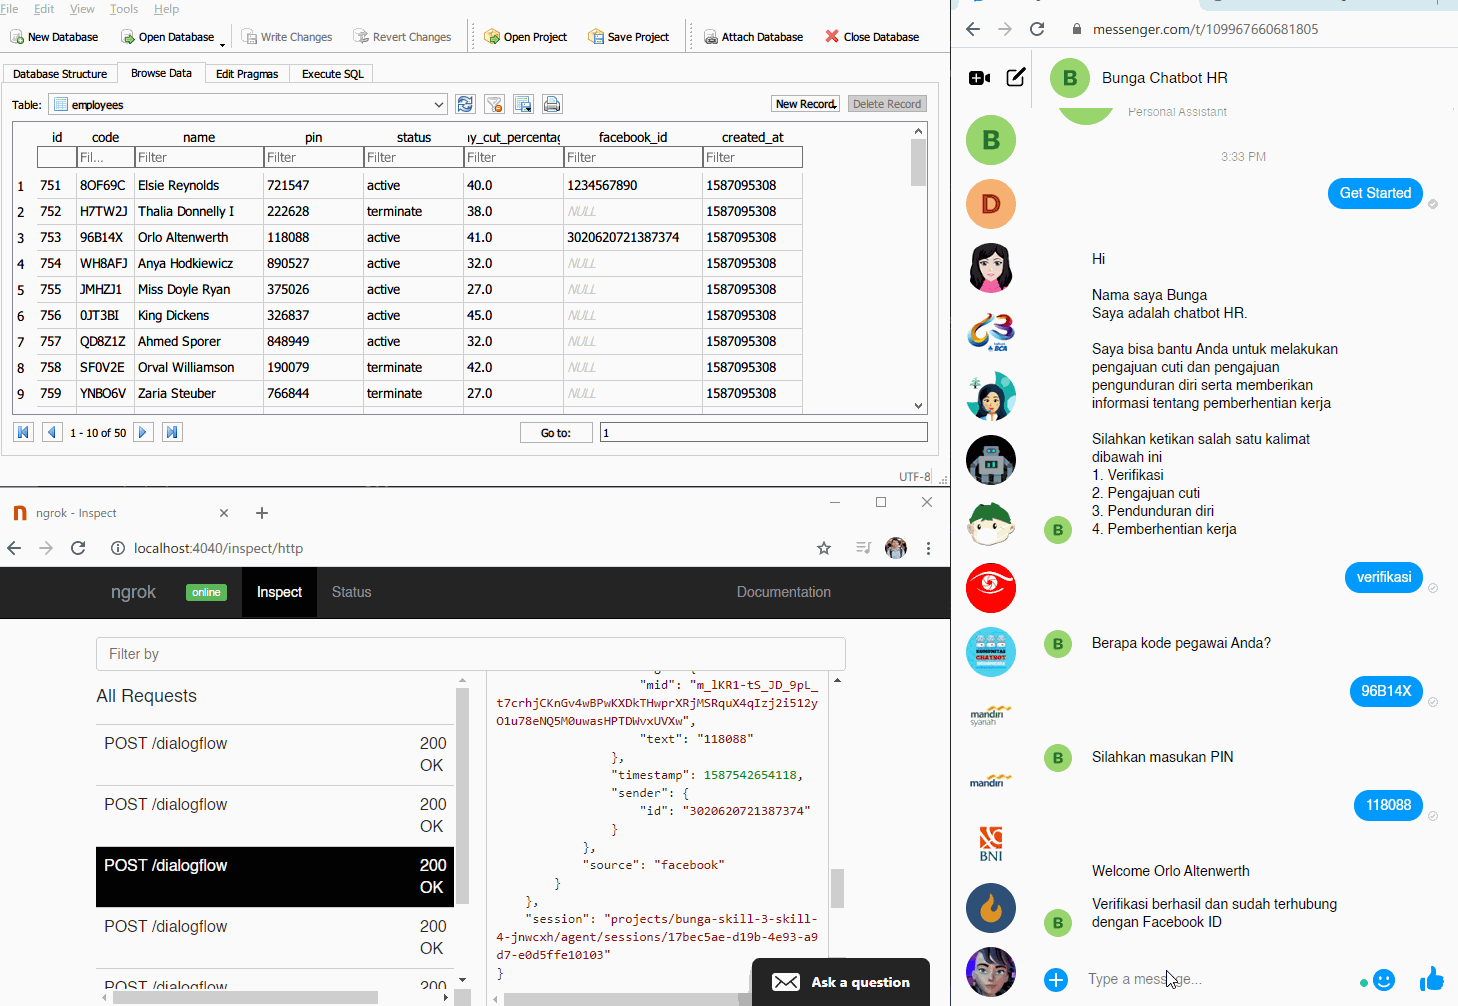 File Edit View Tools Help
New Database Open Database Write Changes Revert Changes Open Project Save Project Attach Database Close Database
Database Structure Browse Data Edit Pragmas Execute SQL
Table: employees New Record Delete Record
id code name pin status y_cut_percentag facebook_id created_at
Fil... Filter Filter Filter Filter Filter Filter
1 751 8OF69C Elsie Reynolds 721547 active 40.0 1234567890 1587095308
2 752 H7TW2J Thalia Donnelly I 222628 terminate 38.0 NULL 1587095308
3 753 96B14X Orlo Altenwerth 118088 active 41.0 3020620721387374 1587095308
4 754 WH8AFJ Anya Hodkiewicz 890527 active 32.0 NULL 1587095308
5 755 JMHZJ1 Miss Doyle Ryan 375026 active 27.0 NULL 1587095308
6 756 0JT3BI King Dickens 326837 active 45.0 NULL 1587095308
7 757 QD8Z1Z Ahmed Sporer 848949 active 32.0 NULL 1587095308
8 758 SF0V2E Orval Williamson 190079 terminate 42.0 NULL 1587095308
9 759 YNBO6V Zaria Steuber 766844 terminate 27.0 NULL 1587095308
1 - 10 of 50 Go to: 1
UTF-8
ngrok - Inspect
localhost:4040/inspect/http
ngrok online Inspect Status Documentation
Filter by
All Requests
POST /dialogflow 200 OK
POST /dialogflow 200 OK
POST /dialogflow 200 OK
POST /dialogflow 200 OK
POST /dialogflow 200
"mid": "m_lKR1-tS_JD_9pL_
t7crhjCKnGv4wBPwKXDkTHwprXRjMSRquX4qIzj2i512y
O1u78eNQ5M0uwasHPTDWvxUVXw",
"text": "118088"
},
"timestamp": 1587542654118,
"sender": {
"id": "3020620721387374"
}
},
"source": "facebook"
}
},
"session": "projects/bunga-skill-3-skill-
4-jnwcxh/agent/sessions/17bec5ae-d19b-4e93-a9
d7-e0d5ffe10103"
}
Ask a question
messenger.com/t/109967660681805
B Bunga Chatbot HR
Personal Assistant
3:33 PM
Get Started
Hi
Nama saya Bunga
Saya adalah chatbot HR.
Saya bisa bantu Anda untuk melakukan
pengajuan cuti dan pengajuan
pengunduran diri serta memberikan
informasi tentang pemberhentian kerja
Silahkan ketikan salah satu kalimat
dibawah ini
1. Verifikasi
2. Pengajuan cuti
3. Pendunduran diri
4. Pemberhentian kerja
B
verifikasi
B Berapa kode pegawai Anda?
96B14X
B Silahkan masukan PIN
118088
Welcome Orlo Altenwerth
Verifikasi berhasil dan sudah terhubung
dengan Facebook ID
B
Type a message...
B
D
63
BCA
KOMUNITAS
CHATBOT
mandiri
syariah
mandiri
BNI